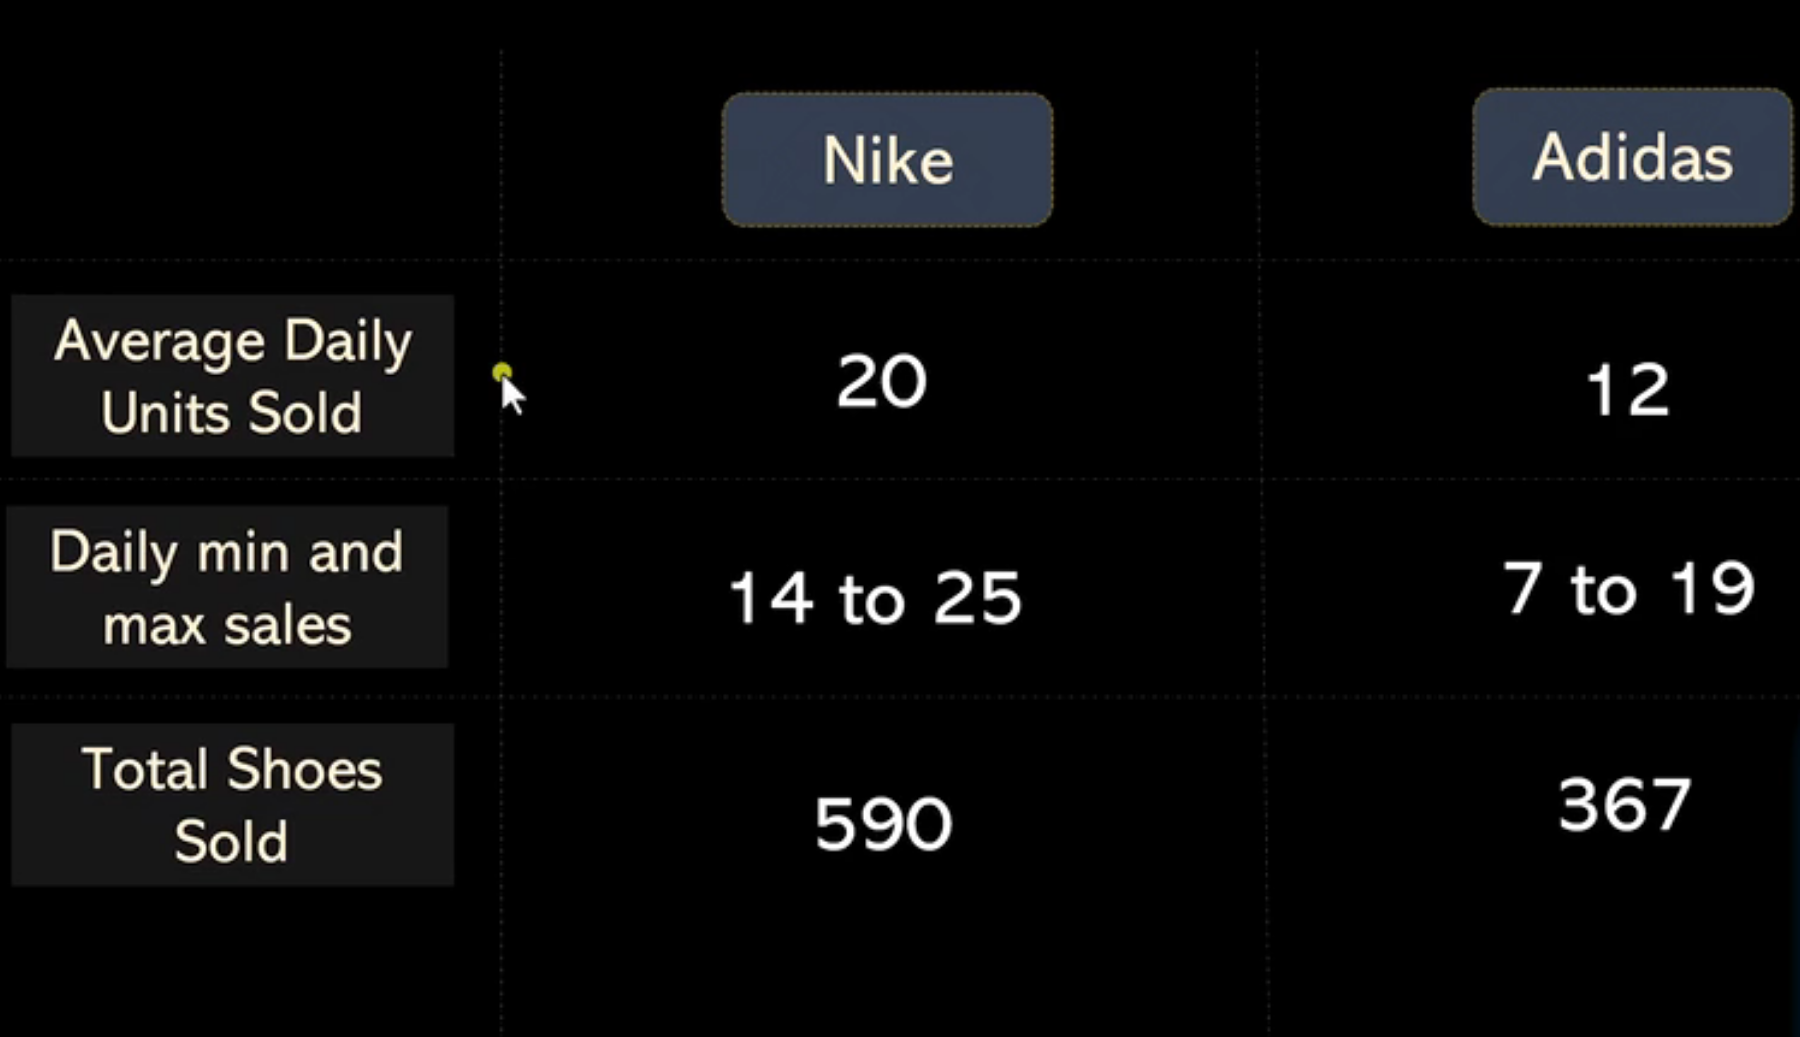 Nike
Adidas
Average Daily
Units Sold
20
12
Daily min and
max sales
14 to 25
7 to 19
Total Shoes
Sold
590
367